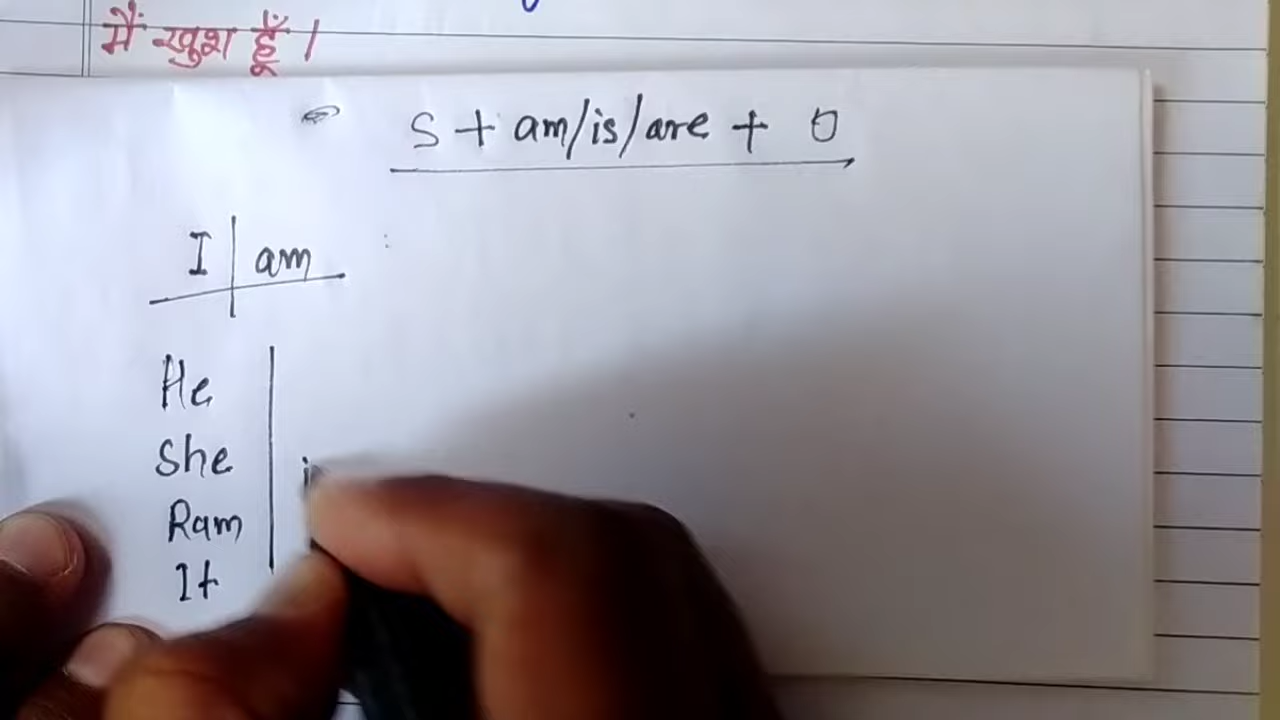 मैं खुश हूँ।
S + am/is/are + O
I am
He
She
Ram
It